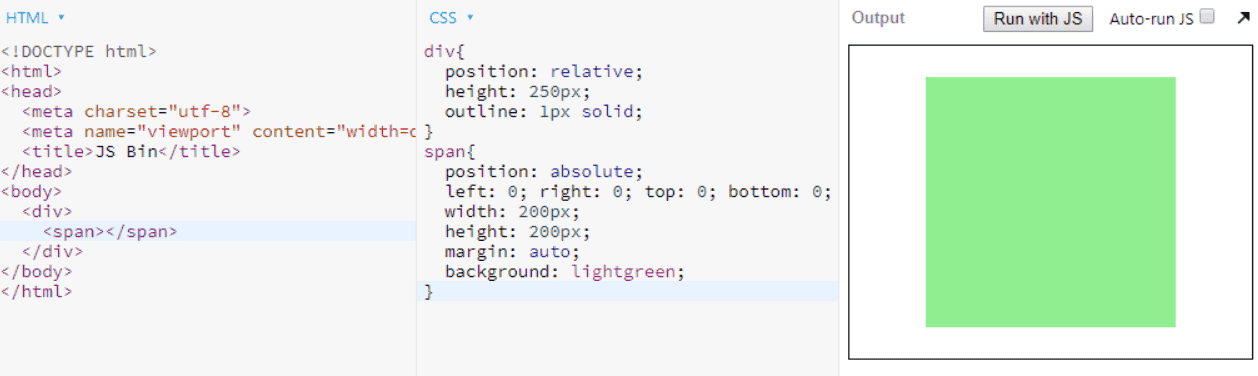 HTML ▾
<!DOCTYPE html>
<html>
<head>
  <meta charset="utf-8">
  <meta name="viewport" content="width=d
  <title>JS Bin</title>
</head>
<body>
  <div>
    <span></span>
  </div>
</body>
</html>
CSS ▾
div{
  position: relative;
  height: 250px;
  outline: 1px solid;
}
span{
  position: absolute;
  left: 0; right: 0; top: 0; bottom: 0;
  width: 200px;
  height: 200px;
  margin: auto;
  background: lightgreen;
}
Output Run with JS Auto-run JS